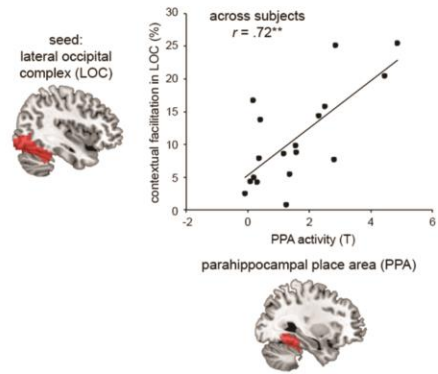 seed:
lateral occipital
complex (LOC)
across subjects
r = .72**
contextual facilitation in LOC (%)
30
25
20
15
10
5
0
-2
0
2
4
6
PPA activity (T)
parahippocampal place area (PPA)